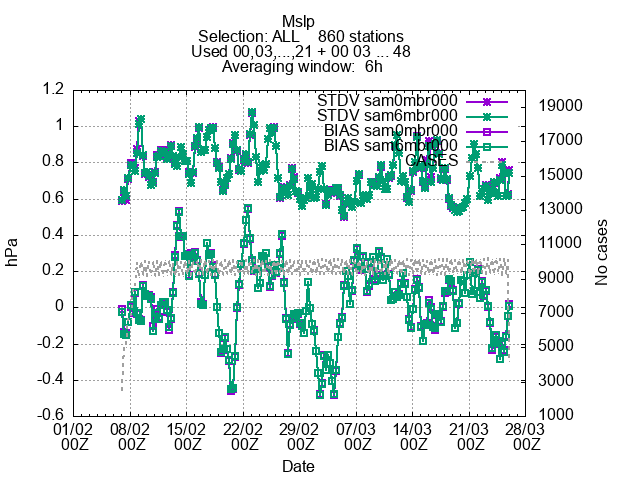 Mslp
Selection: ALL 860 stations
Used 00,03,...,21 + 00 03 ... 48
Averaging window: 6h
STDV sam0mbr000
STDV sam6mbr000
BIAS sam0mbr000
BIAS sam6mbr000
CASES
hPa
1.2
1
0.8
0.6
0.4
0.2
0
-0.2
-0.4
-0.6
19000
17000
15000
13000
11000
9000
7000
5000
3000
1000
No cases
01/02 08/02 15/02 22/02 29/02 07/03 14/03 21/03 28/03
00Z 00Z 00Z 00Z 00Z 00Z 00Z 00Z 00Z
Date